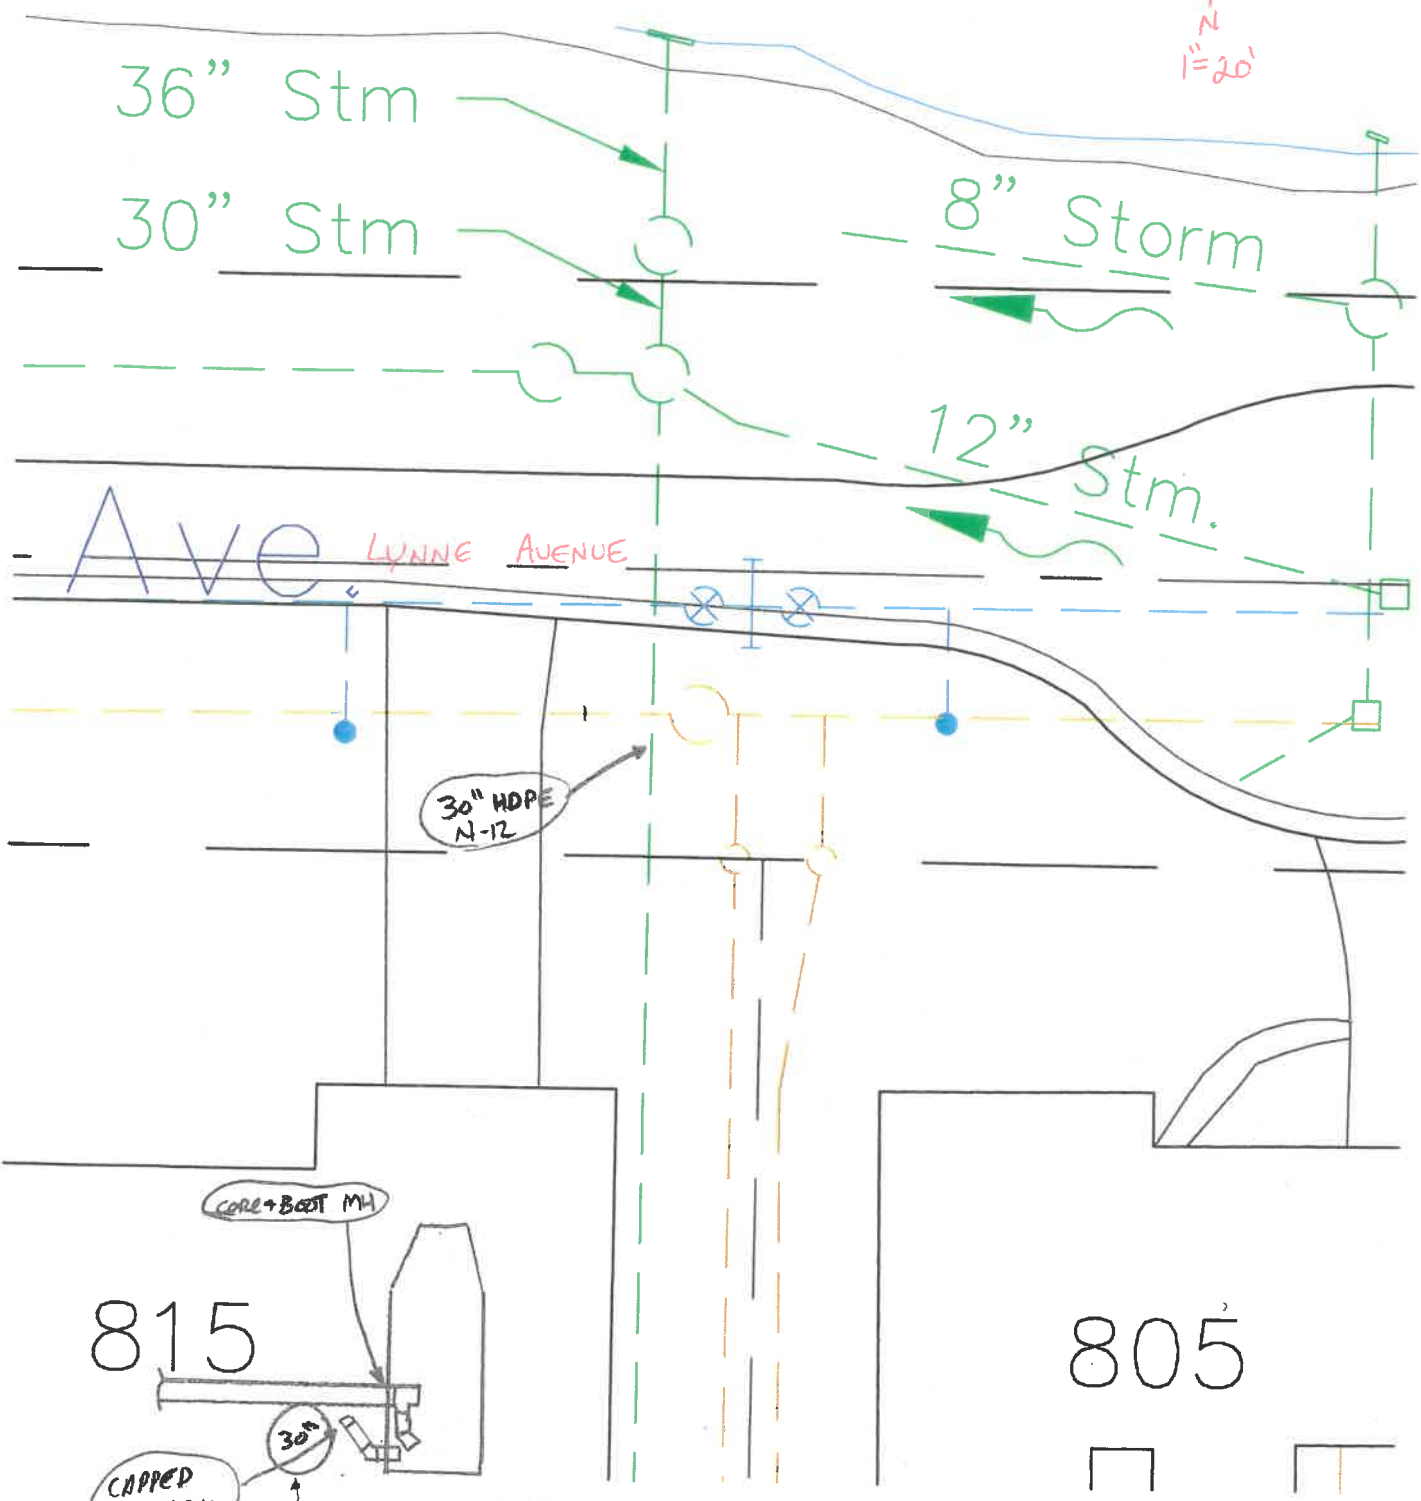 N
1"=20'
36" Stm
30" Stm
8" Storm
12" Stm.
Ave.
LYNNE AVENUE
30" HDPE
N-12
CORE+BOOT MH
815
805
30"
CAPPED